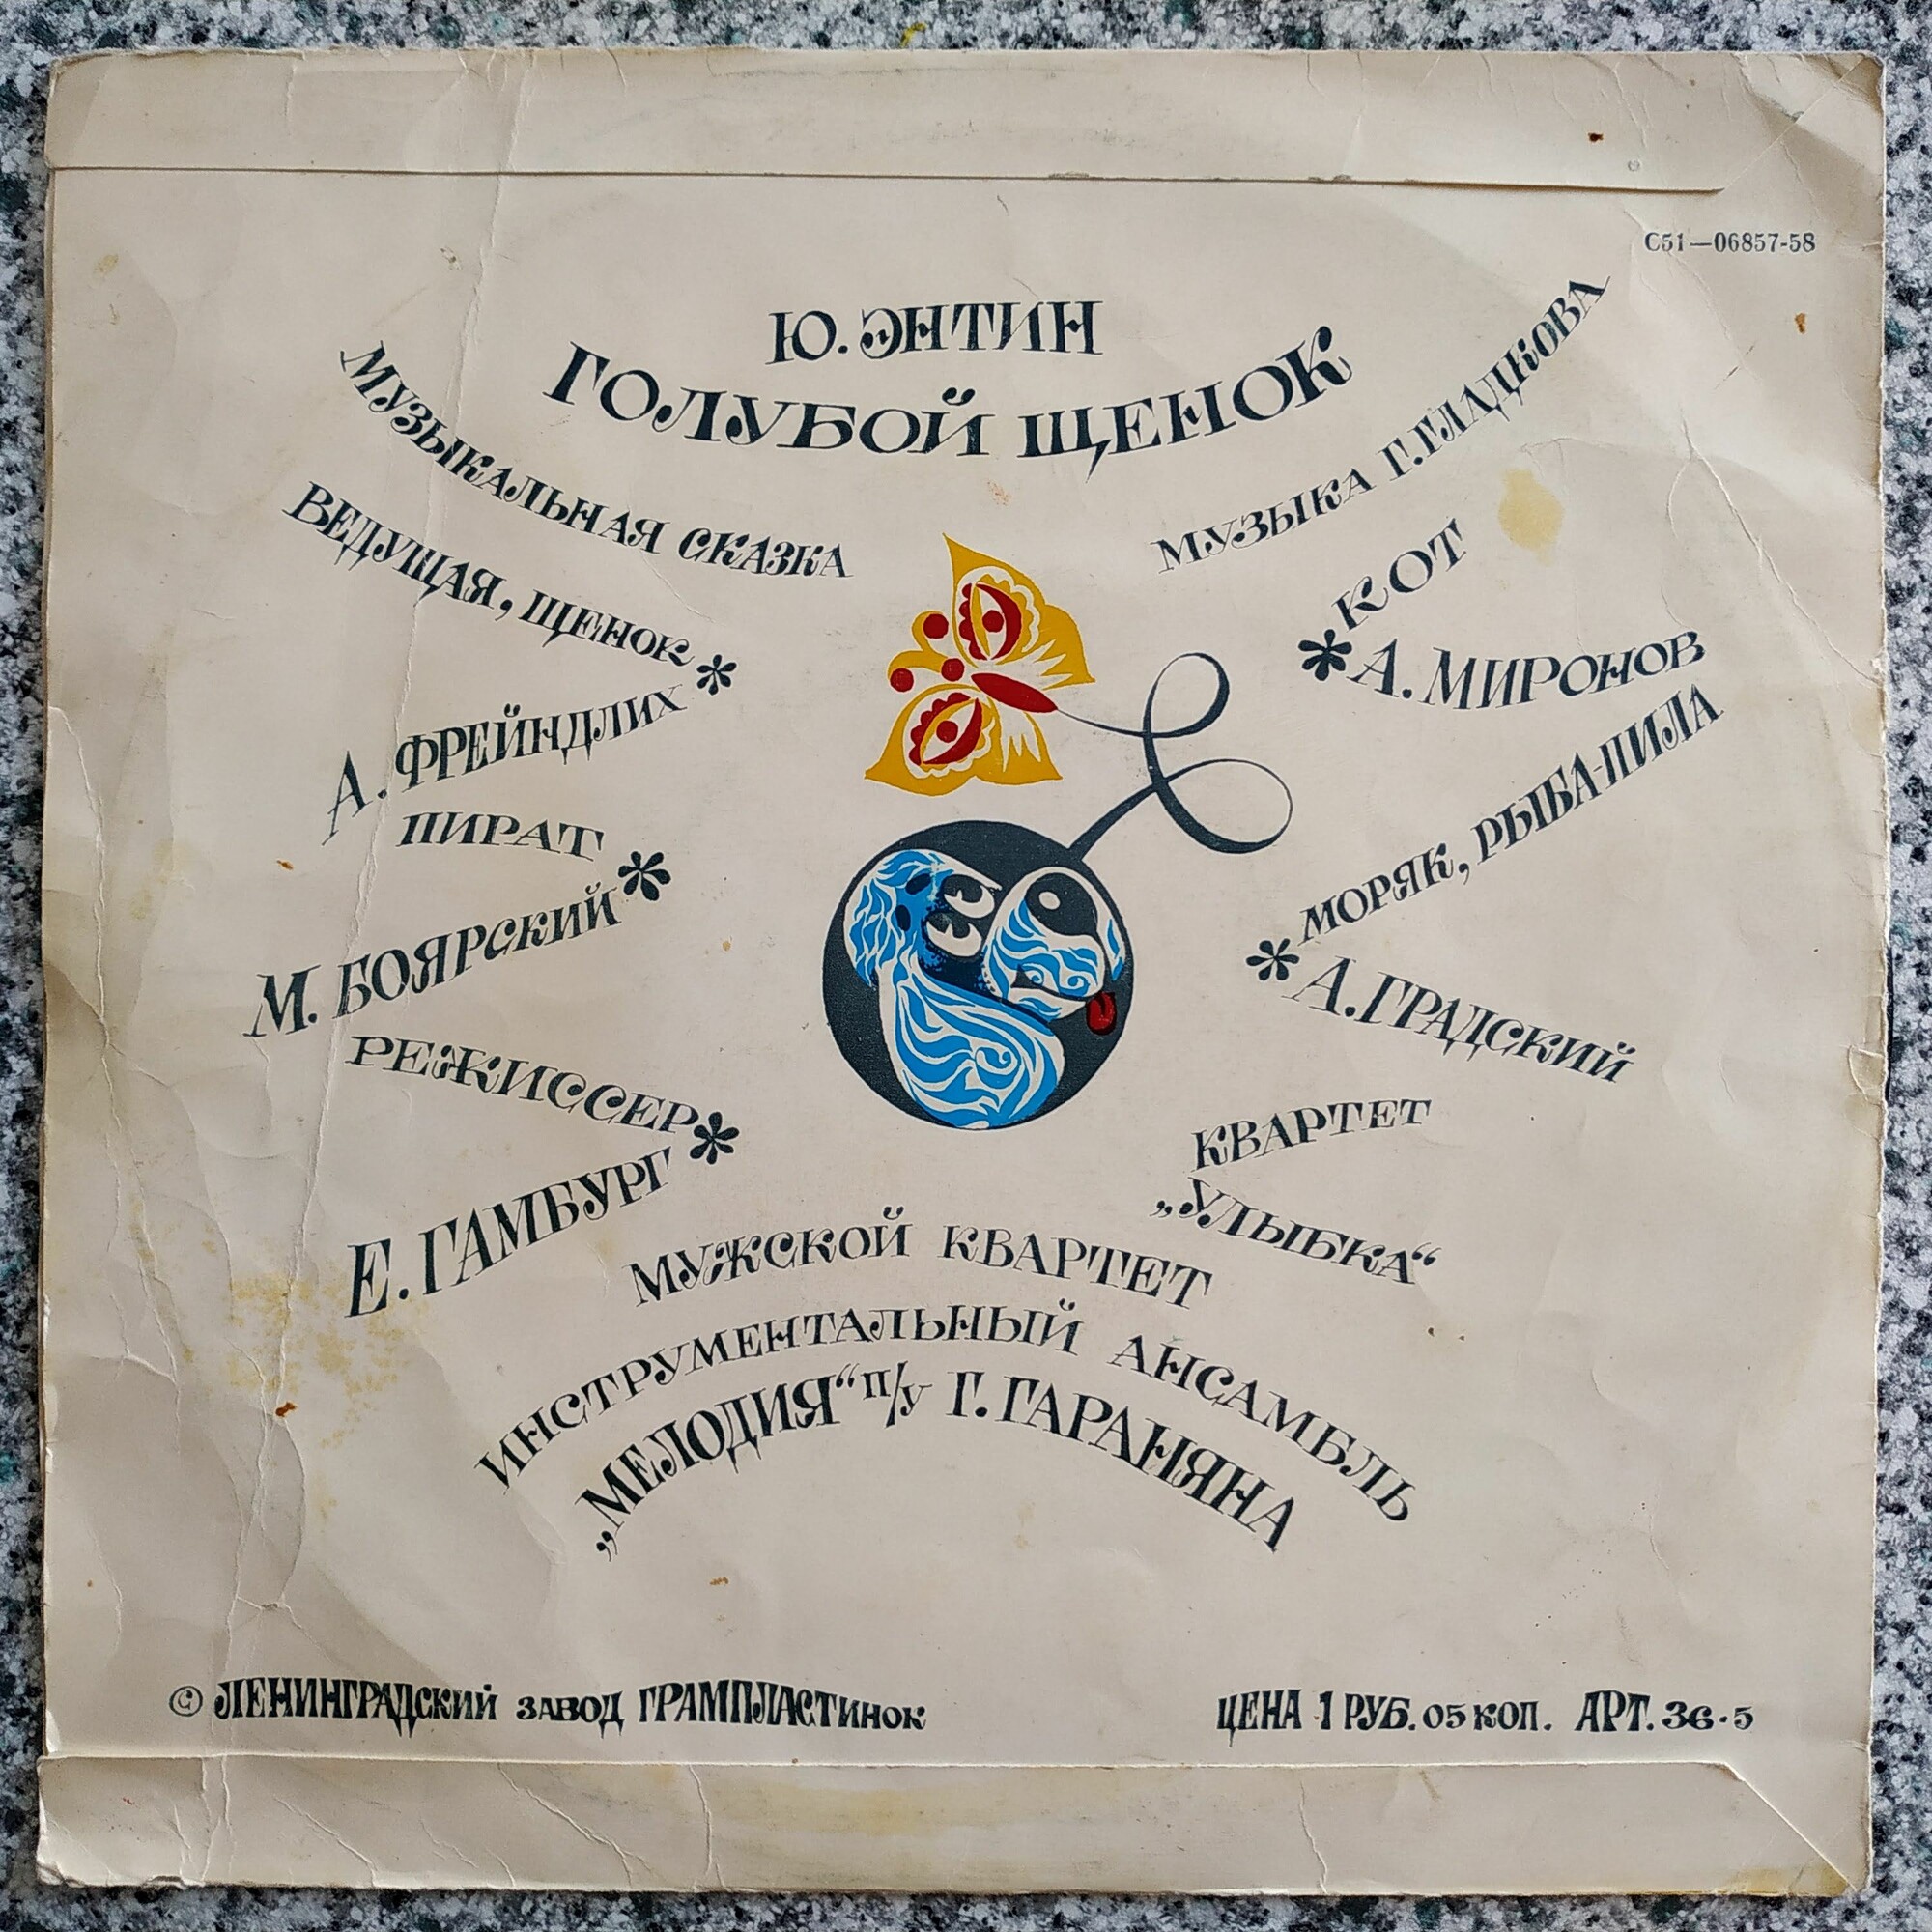 С51—06857-58
Ю. ЭНТИН
ГОЛУБОЙ ЩЕНОК
МУЗЫКАЛЬНАЯ СКАЗКА
МУЗЫКА Г. ГЛАДКОВА
ВЕДУЩАЯ, ЩЕНОК
А. ФРЕЙНДЛИХ
ПИРАТ
М. БОЯРСКИЙ
РЕЖИССЕР
Е. ГАМБУРГ
КОТ
А. МИРОНОВ
МОРЯК, РЫБА-ПИЛА
А. ГРАДСКИЙ
КВАРТЕТ
„УЛЫБКА“
МУЖСКОЙ КВАРТЕТ
ИНСТРУМЕНТАЛЬНЫЙ АНСАМБЛЬ
„МЕЛОДИЯ“ П/У Г. ГАРАНЯНА
© ЛЕНИНГРАДСКИЙ ЗАВОД ГРАМПЛАСТИНОК
ЦЕНА 1 РУБ. 05 КОП. АРТ. 36·5